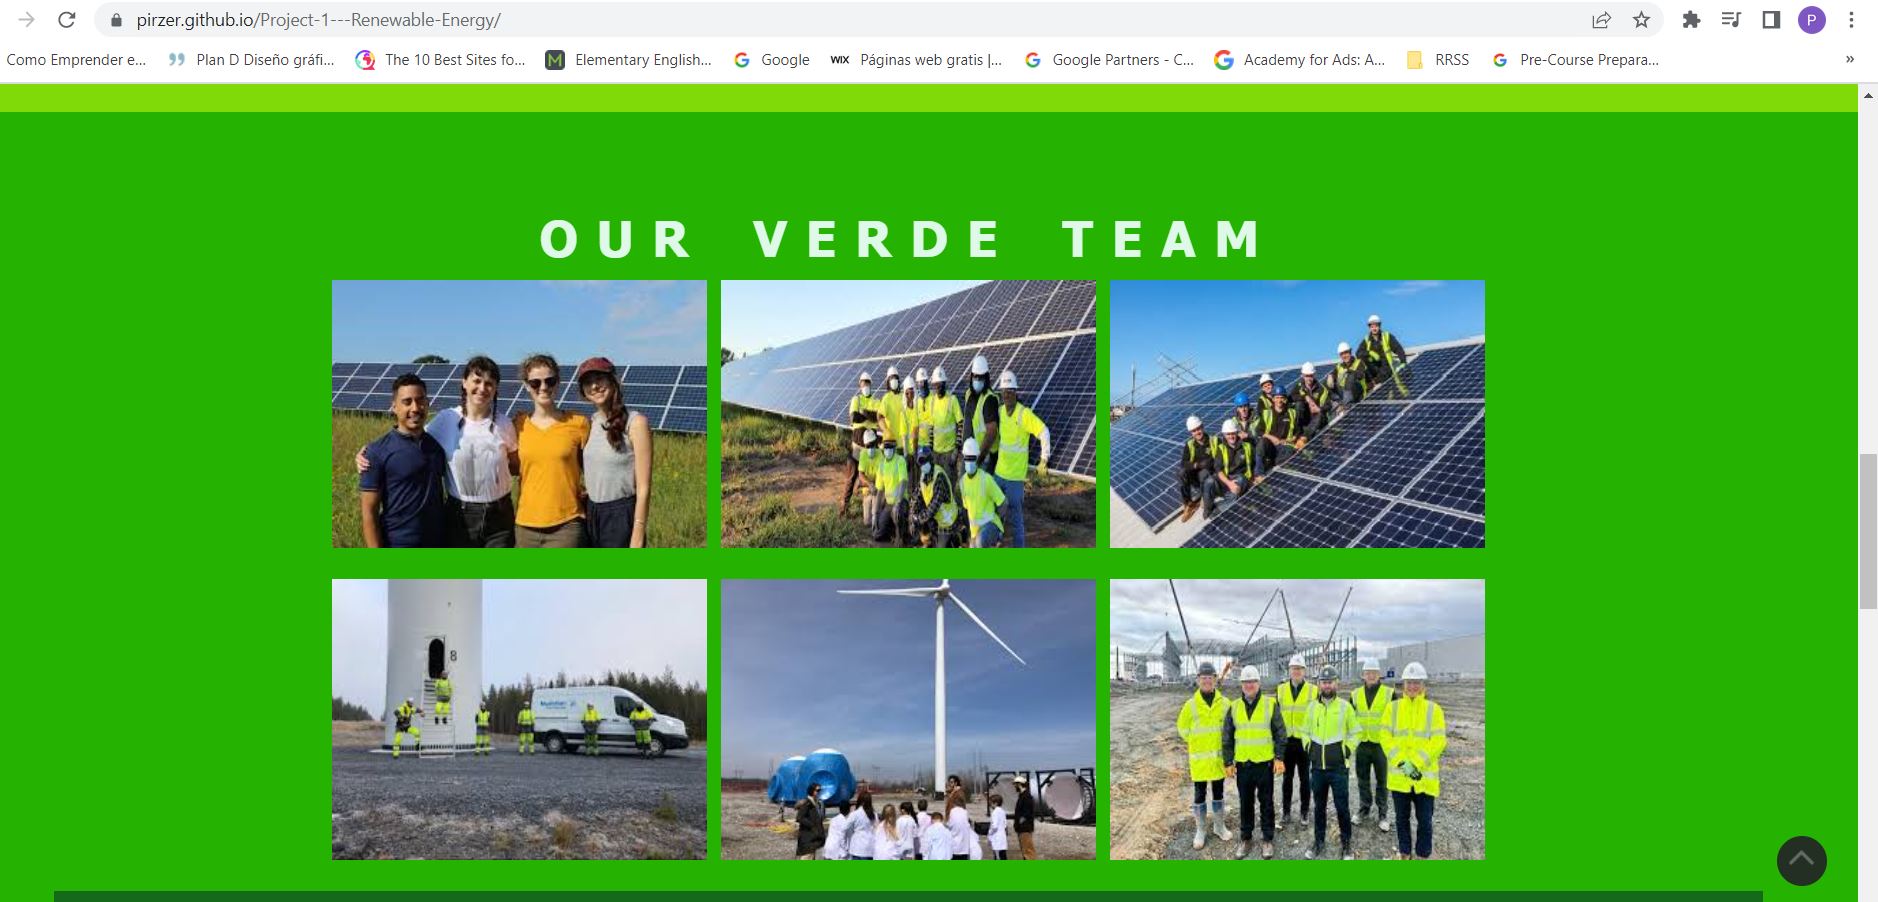 pirzer.github.io/Project-1---Renewable-Energy/
P
Como Emprender e... Plan D Diseño gráfi... The 10 Best Sites fo... M Elementary English... Google WIX Páginas web gratis |... Google Partners - C... Academy for Ads: A... RRSS Pre-Course Prepara... »
OUR VERDE TEAM
8